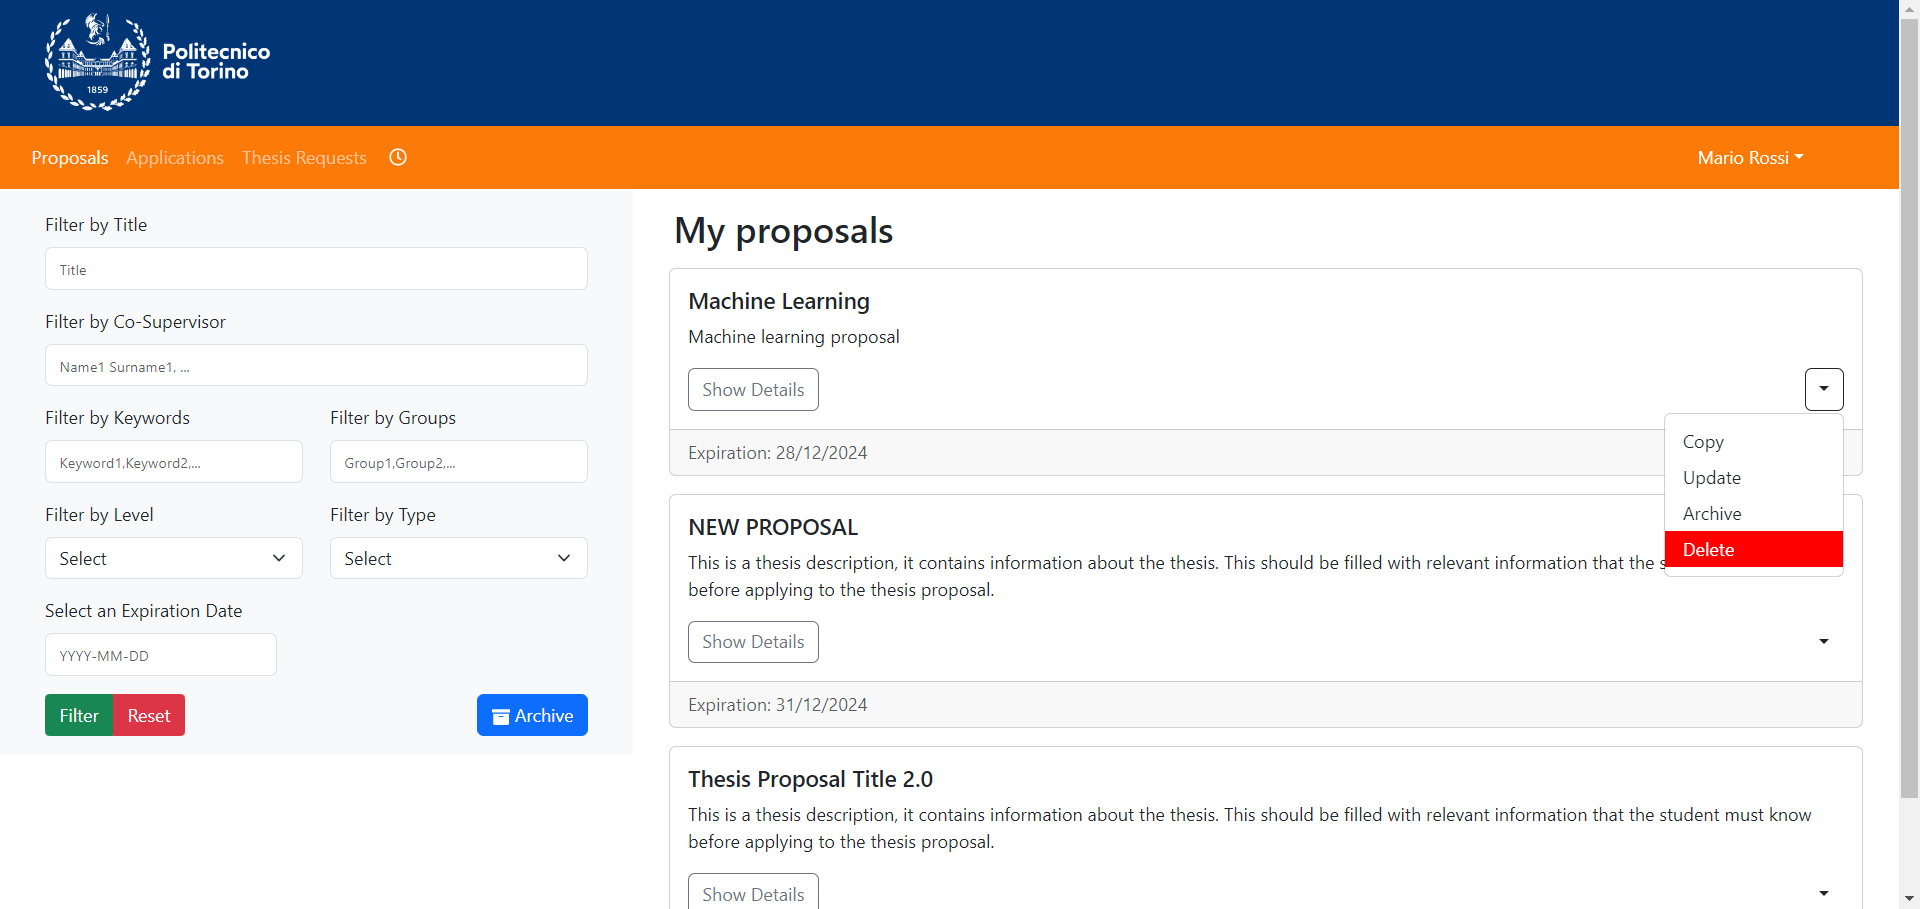 1859
Politecnico
di Torino
Proposals Applications Thesis Requests Mario Rossi
Filter by Title
Title
Filter by Co-Supervisor
Name1 Surname1, ...
Filter by Keywords Filter by Groups
Keyword1,Keyword2,... Group1,Group2,...
Filter by Level Filter by Type
Select Select
Select an Expiration Date
YYYY-MM-DD
Filter Reset Archive
My proposals
Machine Learning
Machine learning proposal
Show Details
Expiration: 28/12/2024
Copy
Update
Archive
Delete
NEW PROPOSAL
This is a thesis description, it contains information about the thesis. This should be filled with relevant information that the s
before applying to the thesis proposal.
Show Details
Expiration: 31/12/2024
Thesis Proposal Title 2.0
This is a thesis description, it contains information about the thesis. This should be filled with relevant information that the student must know
before applying to the thesis proposal.
Show Details